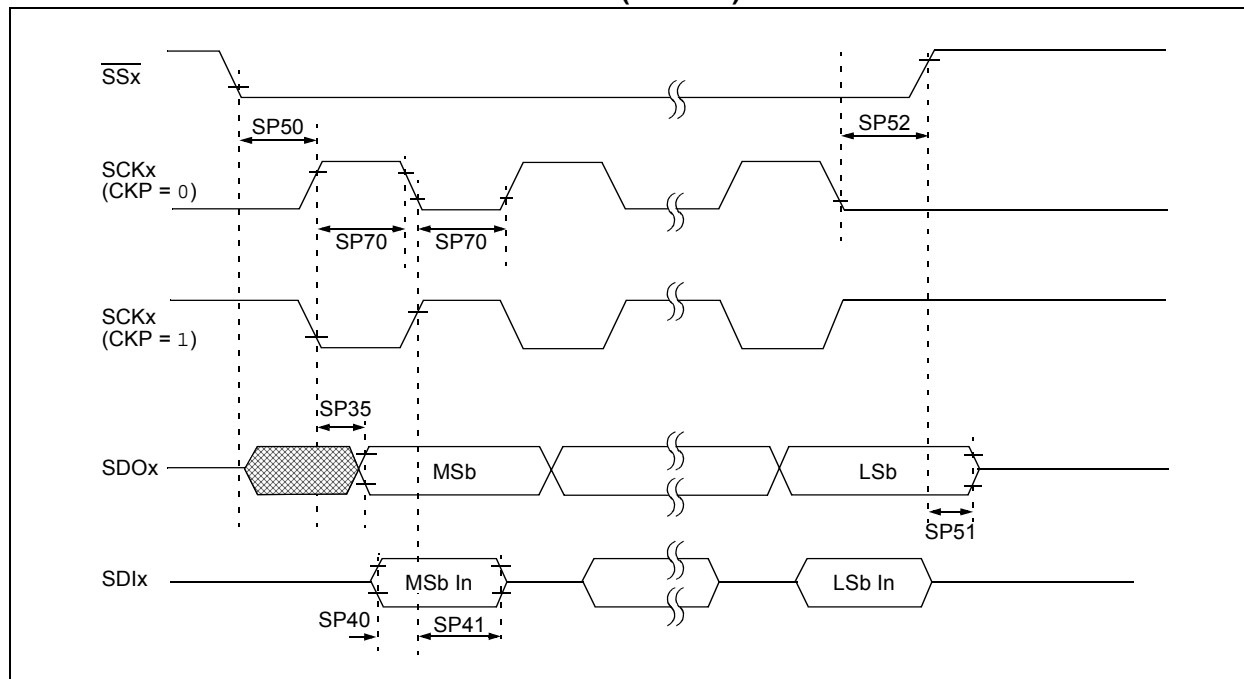 SSx
SP50
SP52
SCKx
(CKP = 0)
SP70
SP70
SCKx
(CKP = 1)
SP35
SDOx
MSb
LSb
SP51
SDIx
MSb In
LSb In
SP40
SP41